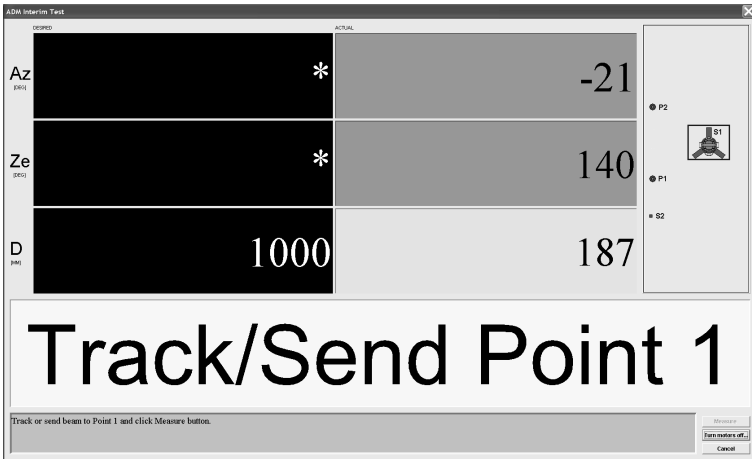 ADM Interim Test
DESIRED ACTUAL
Az
[DEG]
* -21
P2
S1
Ze
[DEG]
* 140
P1
S2
D
[MM]
1000 187
Track/Send Point 1
Track or send beam to Point 1 and click Measure button.
Measure
Turn motors off...
Cancel